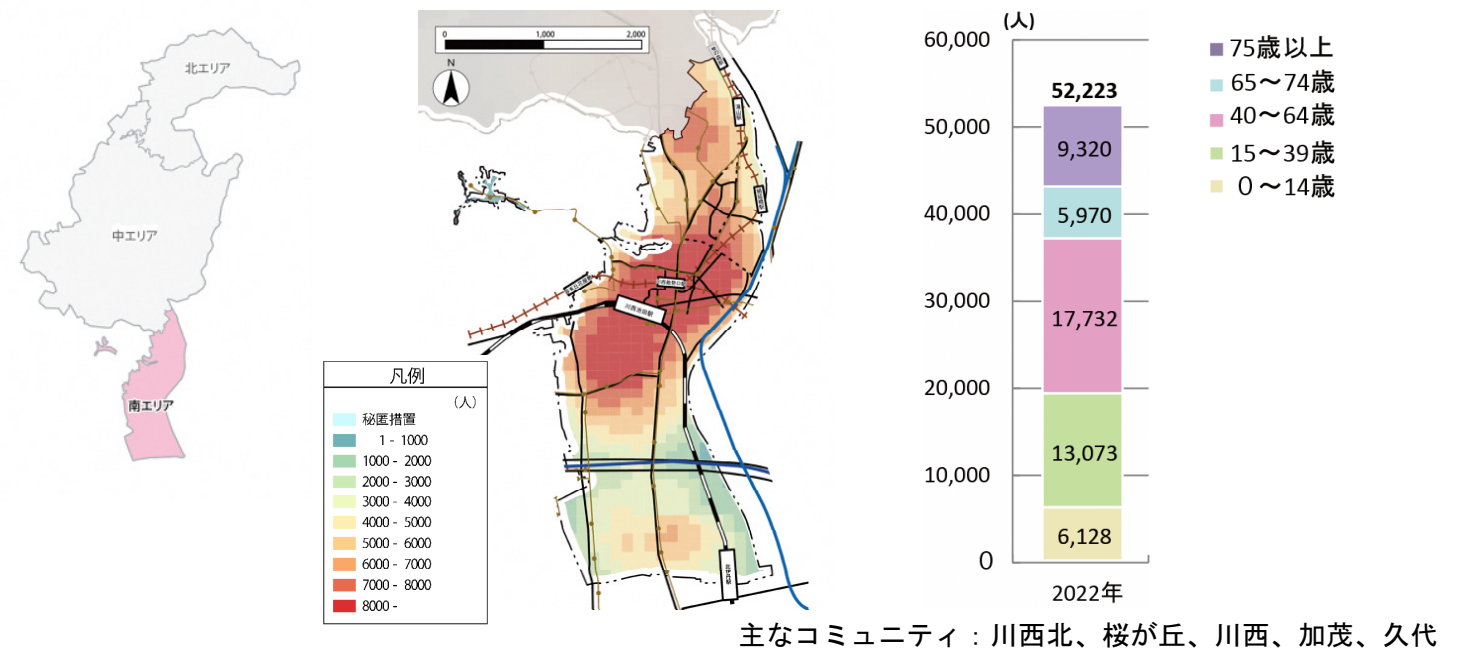 北エリア
中エリア
南エリア
0 1,000 2,000
N
川西池田駅
凡例
(人)
秘匿措置
1 - 1000
1000 - 2000
2000 - 3000
3000 - 4000
4000 - 5000
5000 - 6000
6000 - 7000
7000 - 8000
8000 -
(人)
60,000
50,000
40,000
30,000
20,000
10,000
0
52,223
9,320
5,970
17,732
13,073
6,128
2022年
75歳以上
65～74歳
40～64歳
15～39歳
０～14歳
主なコミュニティ：川西北、桜が丘、川西、加茂、久代